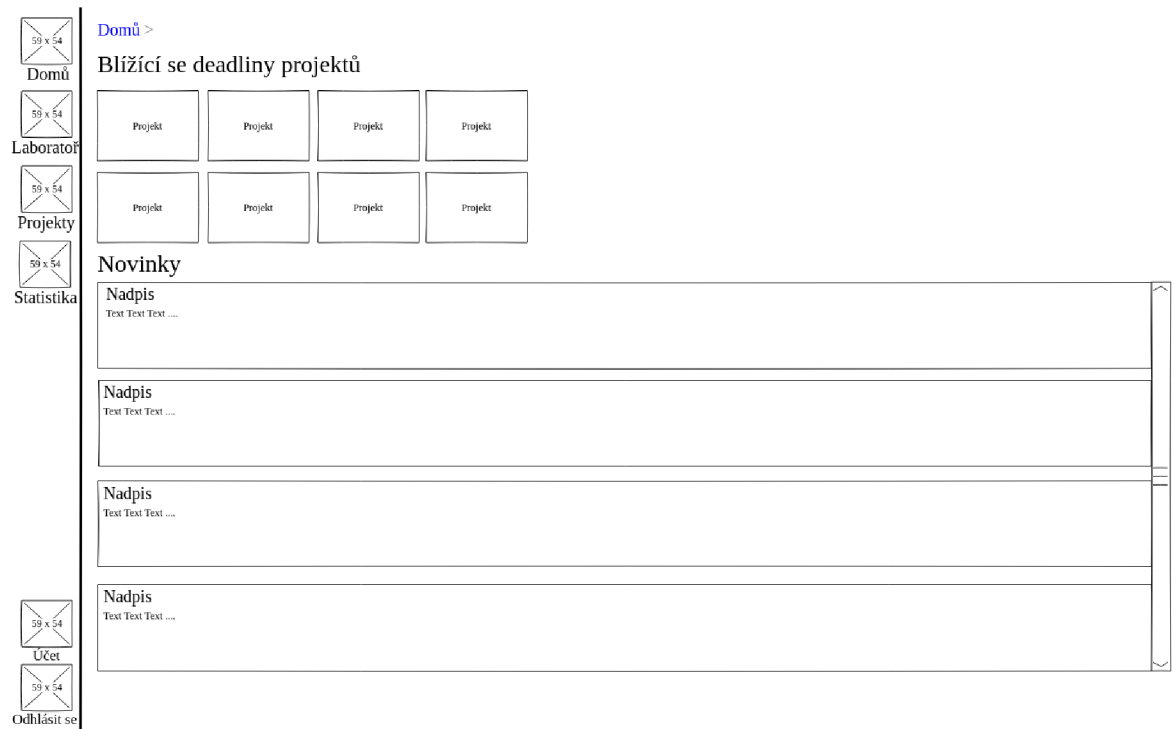 59 x 54
Domů
59 x 54
Laboratoř
59 x 54
Projekty
59 x 54
Statistika
59 x 54
Účet
59 x 54
Odhlásit se
Domů >
Blížící se deadliny projektů
Projekt Projekt Projekt Projekt
Projekt Projekt Projekt Projekt
Novinky
Nadpis
Text Text Text ....
Nadpis
Text Text Text ....
Nadpis
Text Text Text ....
Nadpis
Text Text Text ....